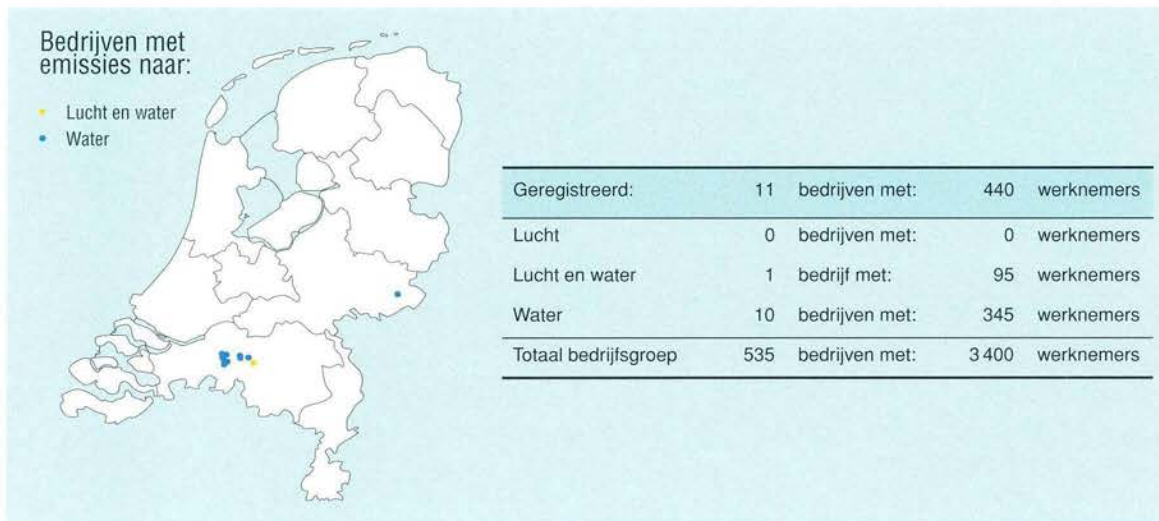 Bedrijven met
emissies naar:
Lucht en water
Water
Geregistreerd: 11 bedrijven met: 440 werknemers
Lucht 0 bedrijven met: 0 werknemers
Lucht en water 1 bedrijf met: 95 werknemers
Water 10 bedrijven met: 345 werknemers
Totaal bedrijfsgroep 535 bedrijven met: 3 400 werknemers